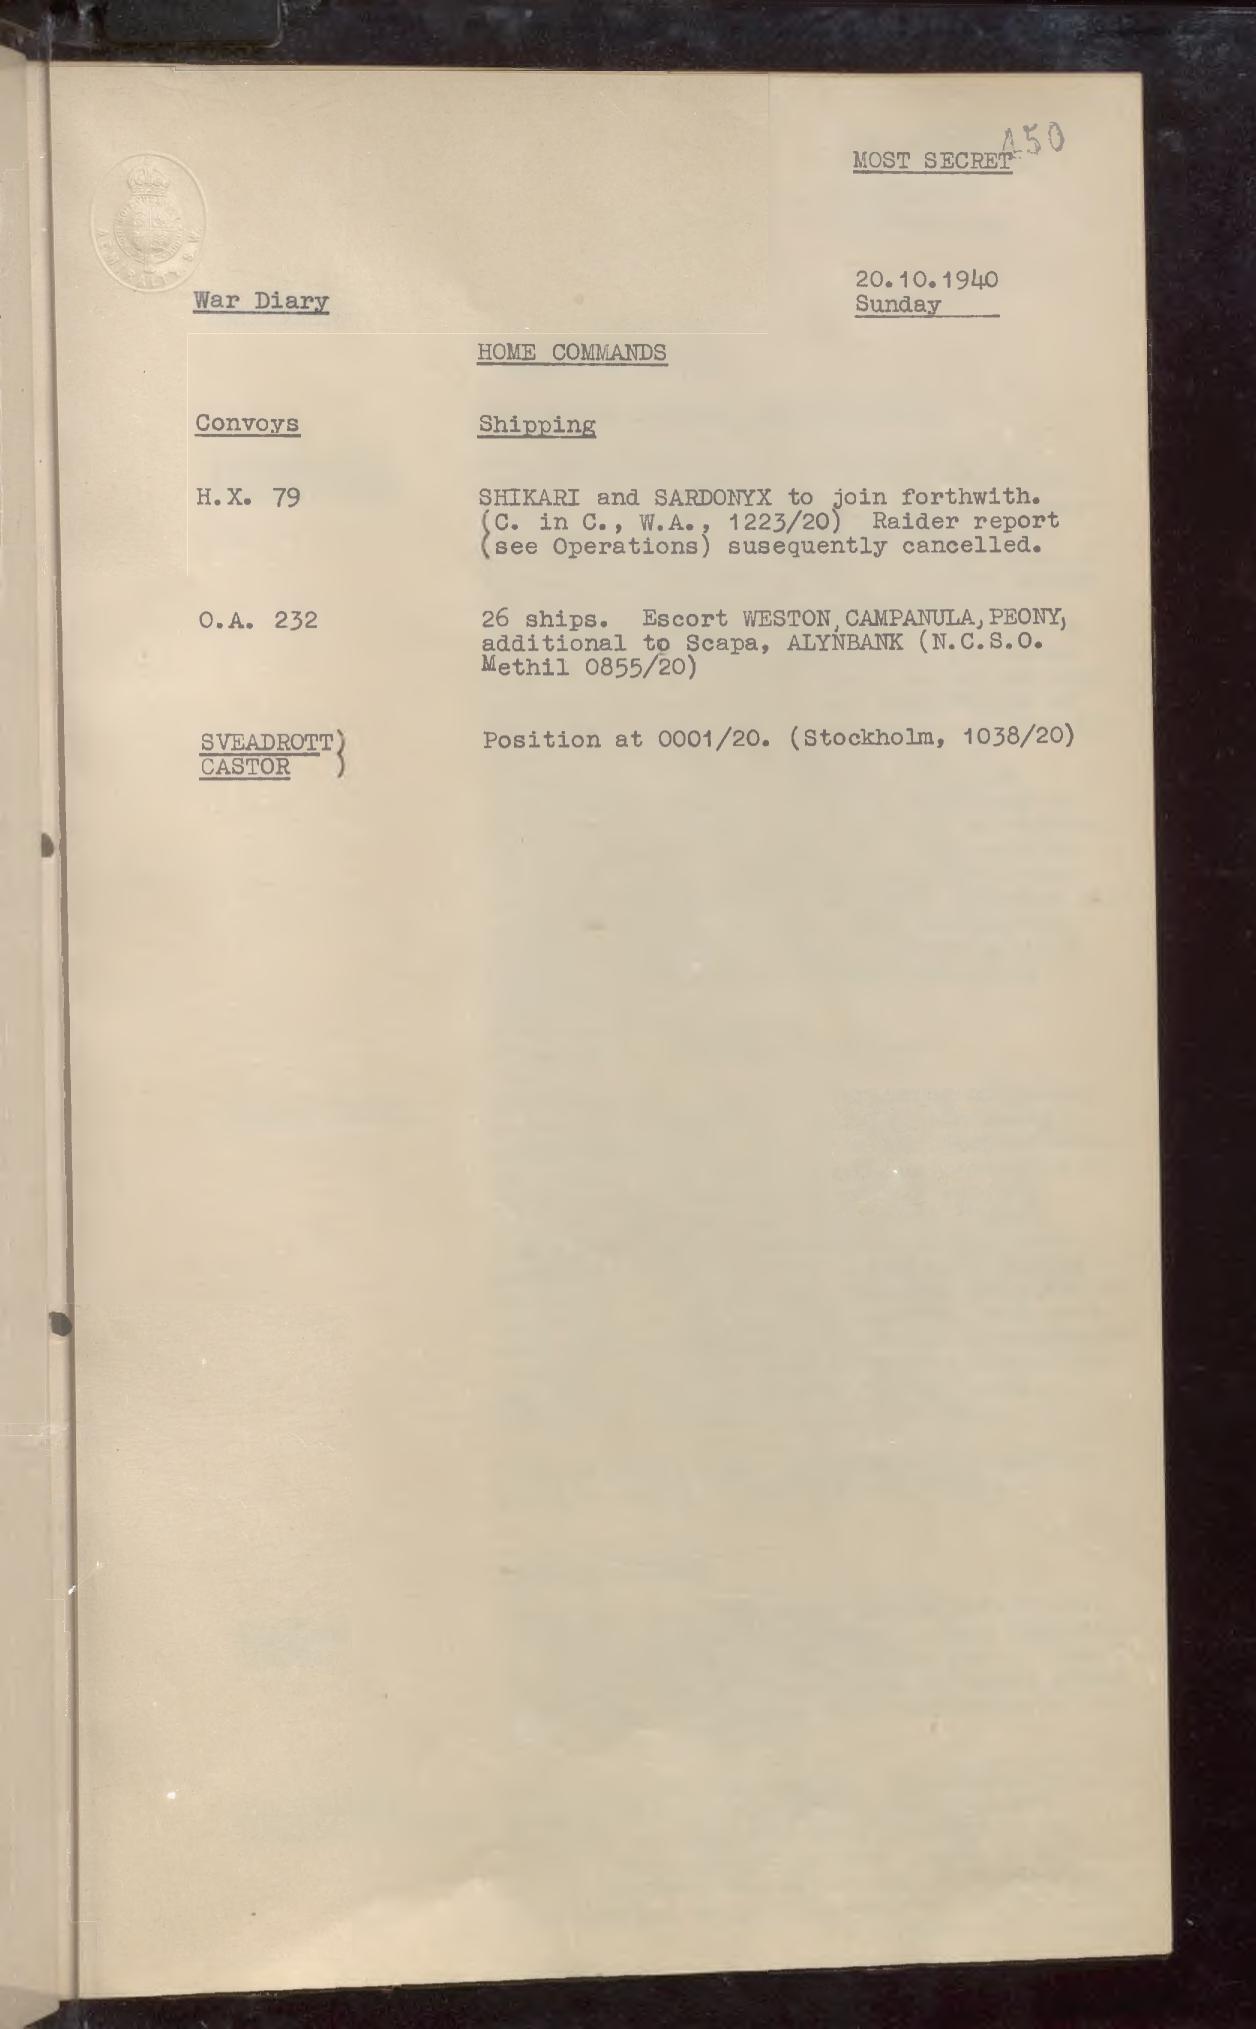 450
MOST SECRET
ADMIRALTY S.W.
20.10.1940
War Diary
Sunday
HOME COMMANDS
Convoys Shipping
H.X. 79 SHIKARI and SARDONYX to join forthwith.
(C. in C., W.A., 1223/20) Raider report
(see Operations) susequently cancelled.
O.A. 232 26 ships. Escort WESTON, CAMPANULA, PEONY,
additional to Scapa, ALYNBANK (N.C.S.O.
Methil 0855/20)
SVEADROTT) Position at 0001/20. (Stockholm, 1038/20)
CASTOR )